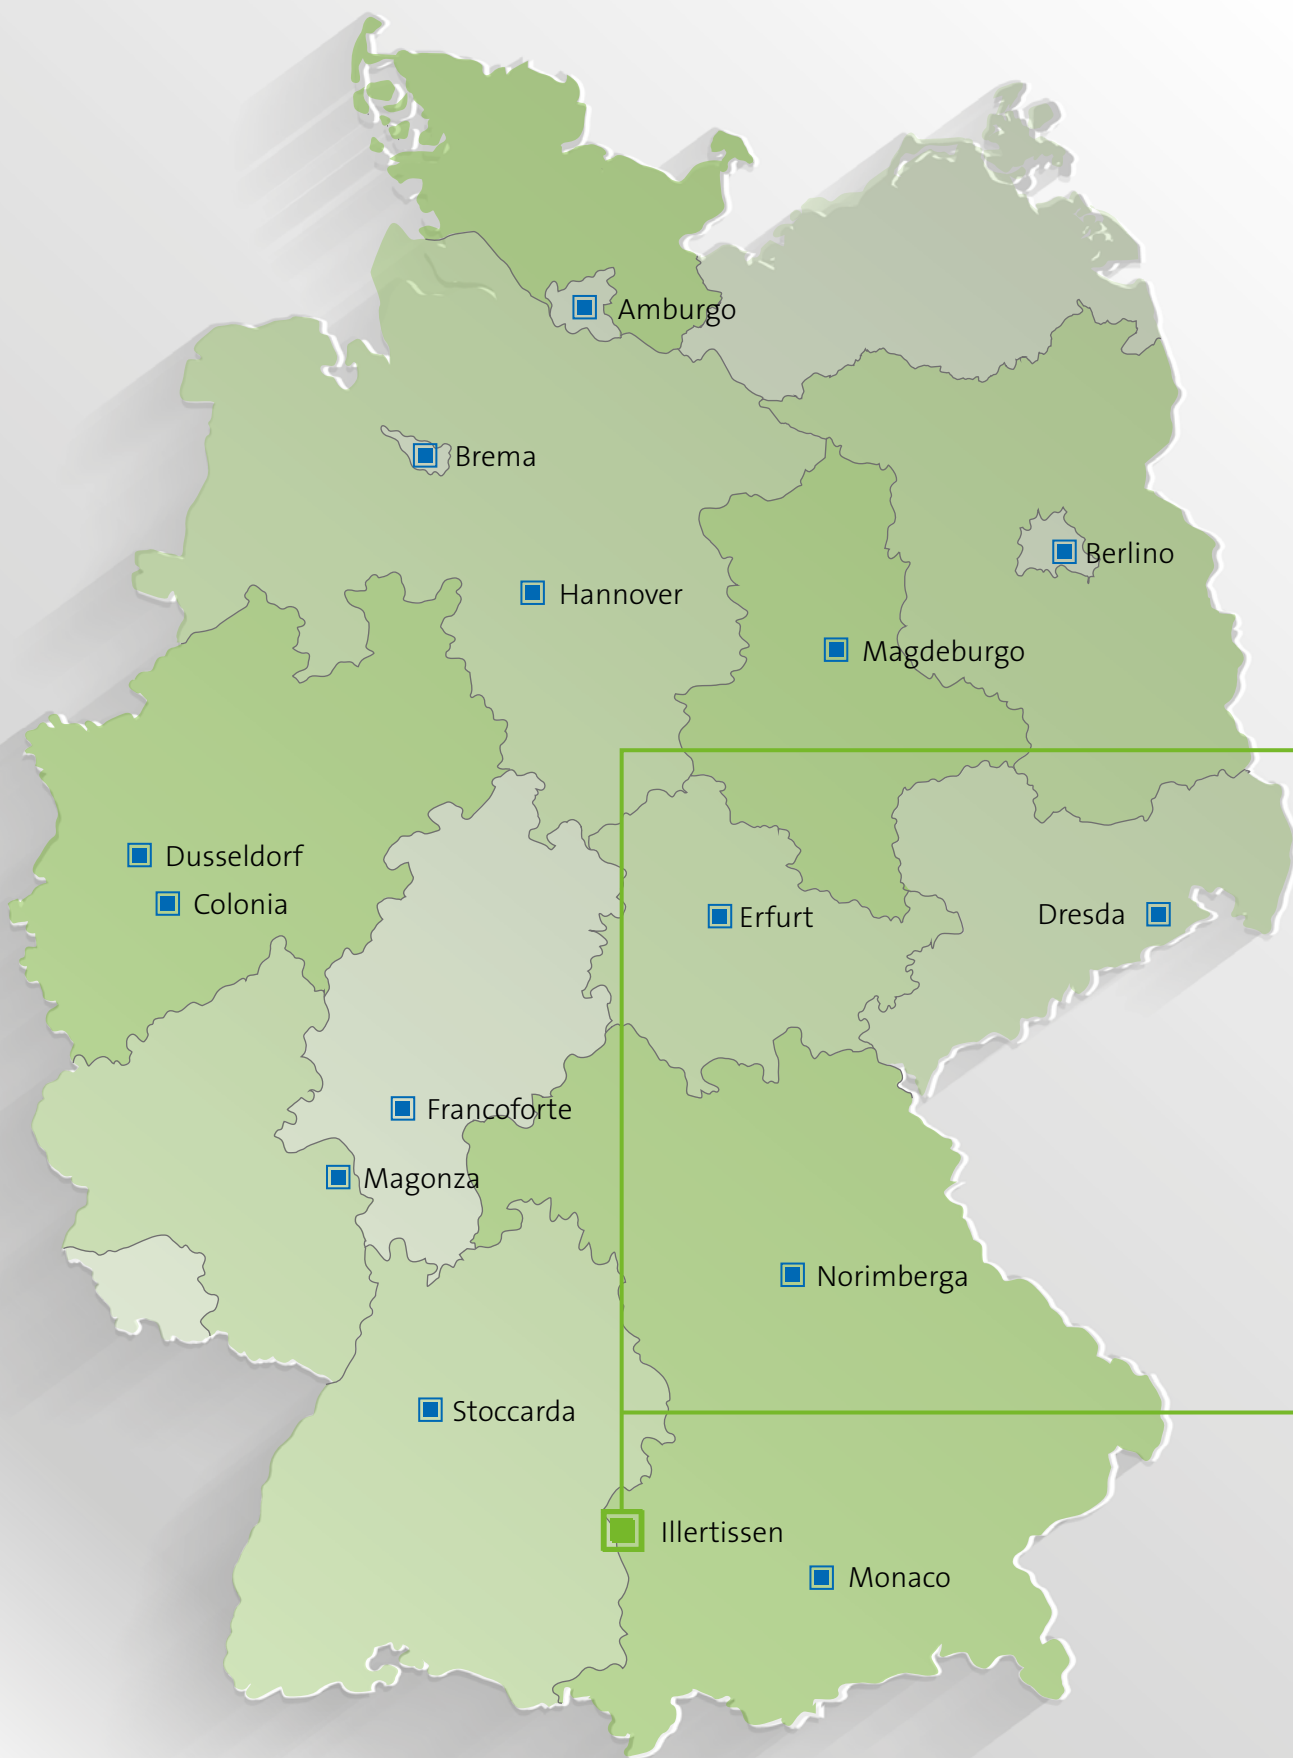 Amburgo
Brema
Berlino
Hannover
Magdeburgo
Dusseldorf
Colonia
Erfurt
Dresda
Francoforte
Magonza
Norimberga
Stoccarda
Illertissen
Monaco